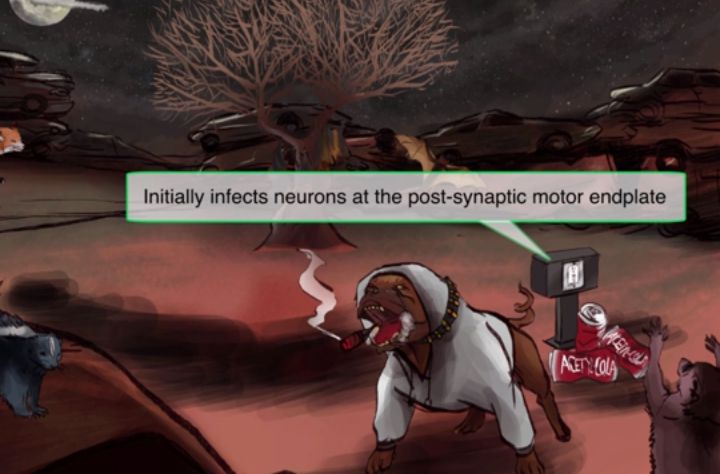 Initially infects neurons at the post-synaptic motor endplate
ACETYLCOLA